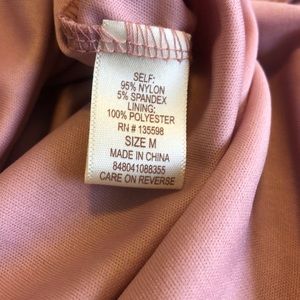 SELF:
95% NYLON
5% SPANDEX
LINING:
100% POLYESTER
RN # 135598
SIZE M
MADE IN CHINA
848041088355
CARE ON REVERSE